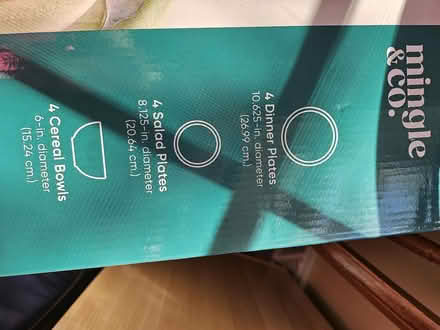 mingle
& co.
4 Dinner Plates
10.625-in. diameter
(26.99 cm.)
4 Salad Plates
8.125-in. diameter
(20.64 cm.)
4 Cereal Bowls
6-in. diameter
(15.24 cm.)